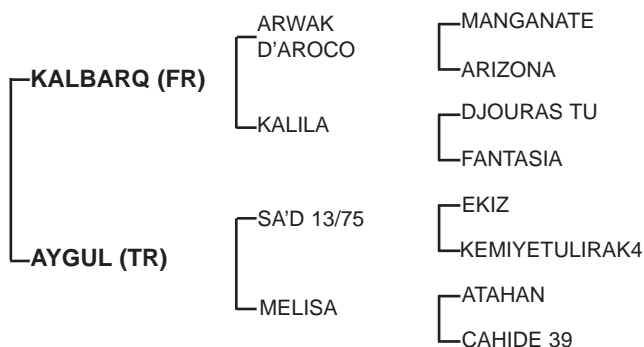 ARWAK
D'AROCO
MANGANATE
ARIZONA
KALBARQ (FR)
KALILA
DJOURAS TU
FANTASIA
AYGUL (TR)
SA'D 13/75
EKIZ
KEMIYETULIRAK4
MELISA
ATAHAN
CAHIDE 39